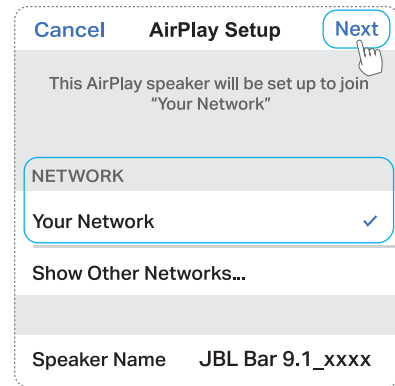 Cancel AirPlay Setup Next
This AirPlay speaker will be set up to join
“Your Network”
NETWORK
Your Network
Show Other Networks...
Speaker Name JBL Bar 9.1_xxxx